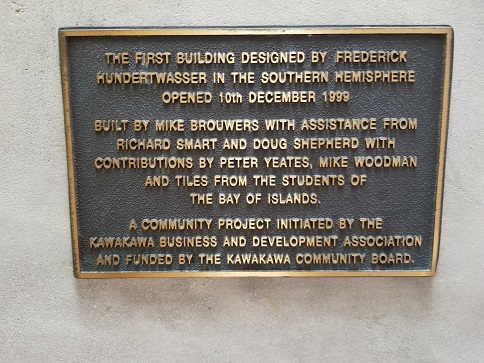 THE FIRST BUILDING DESIGNED BY FREDERICK
HUNDERTWASSER IN THE SOUTHERN HEMISPHERE
OPENED 10th DECEMBER 1999
BUILT BY MIKE BROUWERS WITH ASSISTANCE FROM
RICHARD SMART AND DOUG SHEPHERD WITH
CONTRIBUTIONS BY PETER YEATES, MIKE WOODMAN
AND TILES FROM THE STUDENTS OF
THE BAY OF ISLANDS.
A COMMUNITY PROJECT INITIATED BY THE
KAWAKAWA BUSINESS AND DEVELOPMENT ASSOCIATION
AND FUNDED BY THE KAWAKAWA COMMUNITY BOARD.